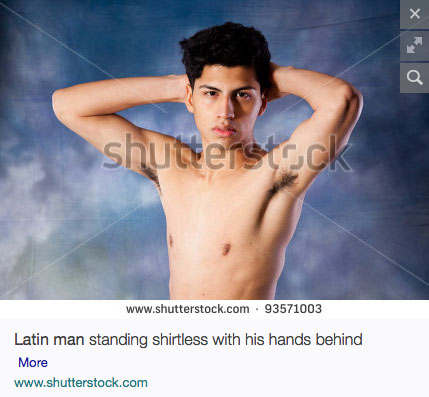 shutterstock
www.shutterstock.com · 93571003
Latin man standing shirtless with his hands behind
More
www.shutterstock.com